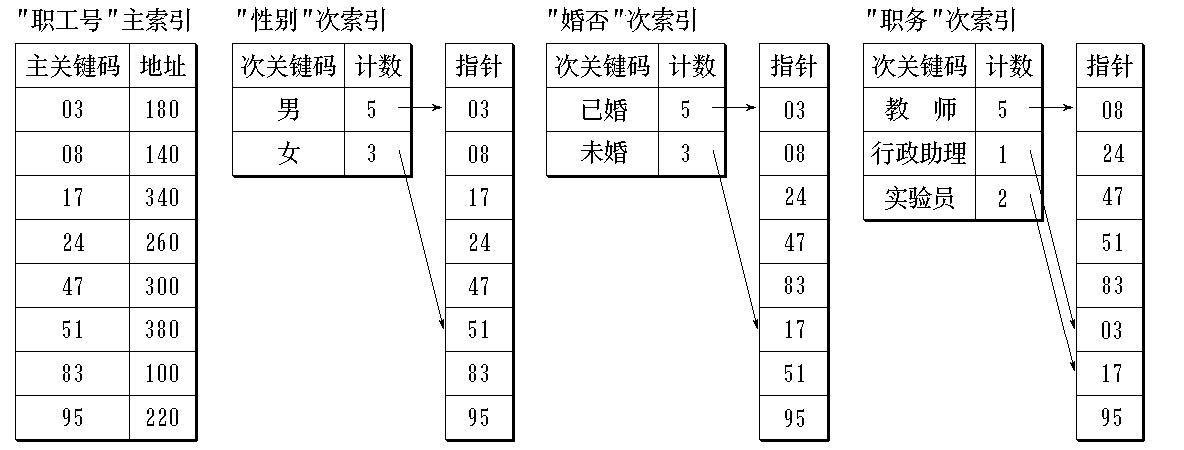 "职工号"主索引 "性别"次索引 "婚否"次索引 "职务"次索引
主关键码 地址 次关键码 计数 指针 次关键码 计数 指针 次关键码 计数 指针
03 180 男 5 03 已婚 5 03 教 师 5 08
08 140 女 3 08 未婚 3 08 行政助理 1 24
17 340 17 24 实验员 2 47
24 260 24 47 51
47 300 47 83 83
51 380 51 17 03
83 100 83 51 17
95 220 95 95 95